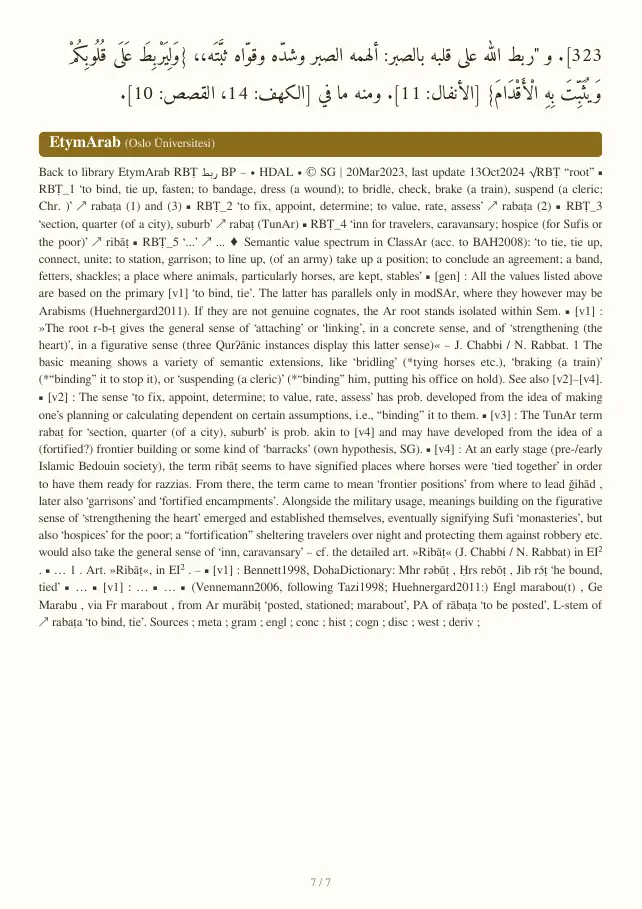 323]. و "ربط الله على قلبه بالصبر: ألهمه الصبر وشدّه وقوّاه ثبَّتَه،، {وَلِيَرْبِطَ عَلَى قُلُوبِكُمْ
وَيُثَبِّتَ بِهِ الْأَقْدَامَ} [الأنفال: 11]. ومنه ما في [الكهف: 14، القصص: 10].
EtymArab (Oslo Üniversitesi)
Back to library EtymArab RBṬ ربط BP – • HDAL • © SG | 20Mar2023, last update 13Oct2024 √RBṬ “root” ▪
RBṬ_1 ‘to bind, tie up, fasten; to bandage, dress (a wound); to bridle, check, brake (a train), suspend (a cleric;
Chr. )’ ↗ rabaṭa (1) and (3) ▪ RBṬ_2 ‘to fix, appoint, determine; to value, rate, assess’ ↗ rabaṭa (2) ▪ RBṬ_3
‘section, quarter (of a city), suburb’ ↗ rabaṭ (TunAr) ▪ RBṬ_4 ‘inn for travelers, caravansary; hospice (for Sufis or
the poor)’ ↗ ribāṭ ▪ RBṬ_5 ‘...’ ↗ ... ♦ Semantic value spectrum in ClassAr (acc. to BAH2008): ‘to tie, tie up,
connect, unite; to station, garrison; to line up, (of an army) take up a position; to conclude an agreement; a band,
fetters, shackles; a place where animals, particularly horses, are kept, stables’ ▪ [gen] : All the values listed above
are based on the primary [v1] ‘to bind, tie’. The latter has parallels only in modSAr, where they however may be
Arabisms (Huehnergard2011). If they are not genuine cognates, the Ar root stands isolated within Sem. ▪ [v1] :
»The root r-b-ṭ gives the general sense of ‘attaching’ or ‘linking’, in a concrete sense, and of ‘strengthening (the
heart)’, in a figurative sense (three Qurʔānic instances display this latter sense)« – J. Chabbi / N. Rabbat. 1 The
basic meaning shows a variety of semantic extensions, like ‘bridling’ (*tying horses etc.), ‘braking (a train)’
(*“binding” it to stop it), or ‘suspending (a cleric)’ (*“binding” him, putting his office on hold). See also [v2]–[v4].
▪ [v2] : The sense ‘to fix, appoint, determine; to value, rate, assess’ has prob. developed from the idea of making
one’s planning or calculating dependent on certain assumptions, i.e., “binding” it to them. ▪ [v3] : The TunAr term
rabaṭ for ‘section, quarter (of a city), suburb’ is prob. akin to [v4] and may have developed from the idea of a
(fortified?) frontier building or some kind of ‘barracks’ (own hypothesis, SG). ▪ [v4] : At an early stage (pre-/early
Islamic Bedouin society), the term ribāṭ seems to have signified places where horses were ‘tied together’ in order
to have them ready for razzias. From there, the term came to mean ‘frontier positions’ from where to lead ǧihād ,
later also ‘garrisons’ and ‘fortified encampments’. Alongside the military usage, meanings building on the figurative
sense of ‘strengthening the heart’ emerged and established themselves, eventually signifying Sufi ‘monasteries’, but
also ‘hospices’ for the poor; a “fortification” sheltering travelers over night and protecting them against robbery etc.
would also take the general sense of ‘inn, caravansary’ – cf. the detailed art. »Ribāṭ« (J. Chabbi / N. Rabbat) in EI²
. ▪ … 1 . Art. »Ribāṭ«, in EI² . – ▪ [v1] : Bennett1998, DohaDictionary: Mhr rəbūṭ , Hrs rebōṭ , Jib rɔ́ṭ ‘he bound,
tied’ ▪ … ▪ [v1] : … ▪ … ▪ (Vennemann2006, following Tazi1998; Huehnergard2011:) Engl marabou(t) , Ge
Marabu , via Fr marabout , from Ar murābiṭ ‘posted, stationed; marabout’, PA of rābaṭa ‘to be posted’, L-stem of
↗ rabaṭa ‘to bind, tie’. Sources ; meta ; gram ; engl ; conc ; hist ; cogn ; disc ; west ; deriv ;
7 / 7